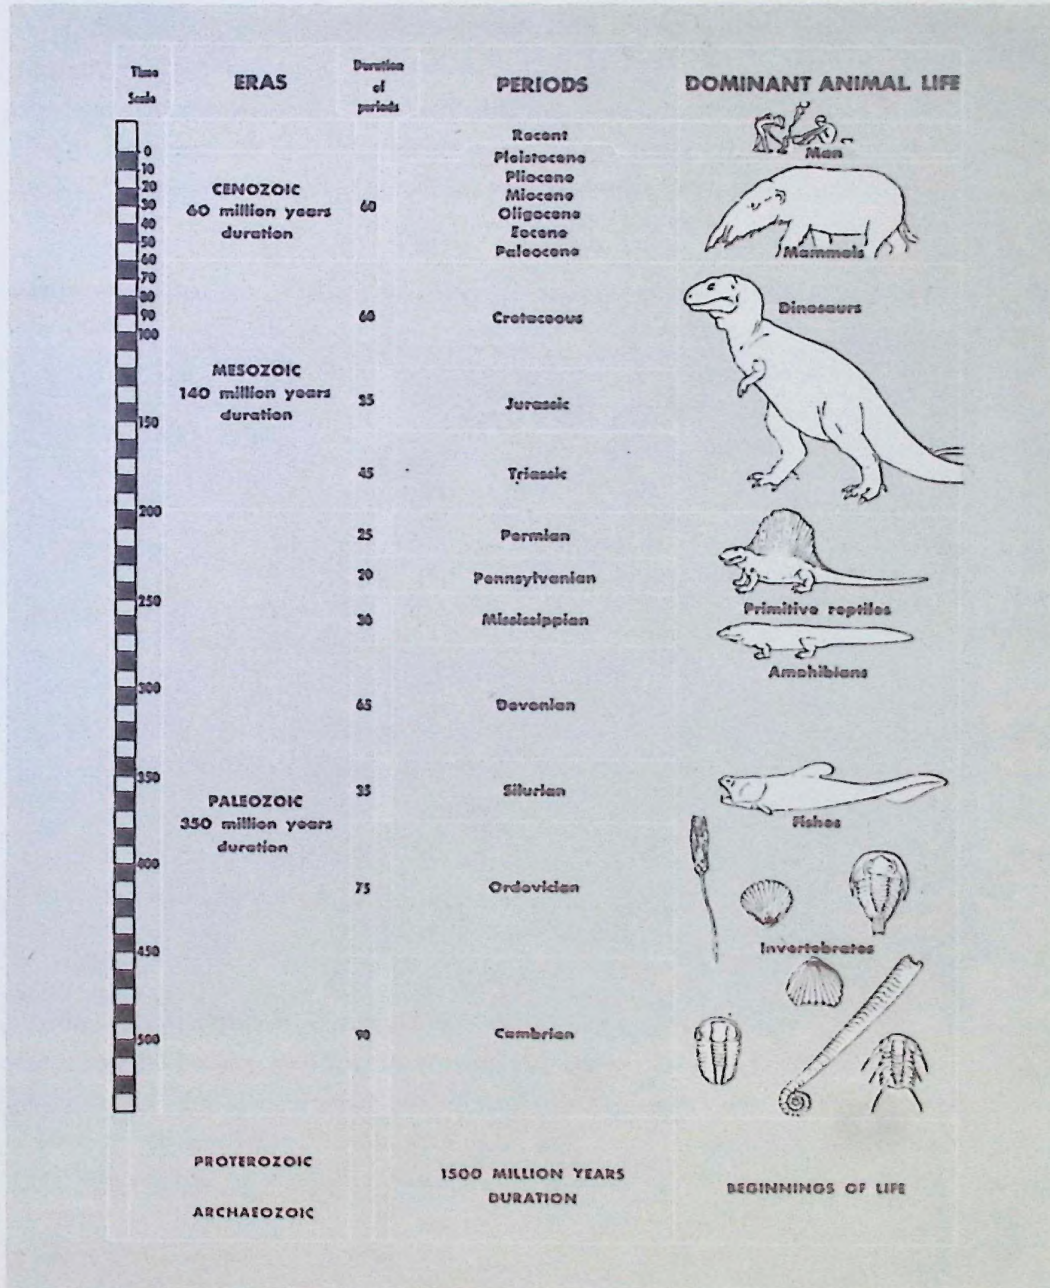 Time
Scale
ERAS
Duration
of
periods
PERIODS
DOMINANT ANIMAL LIFE
0
10
20
30
40
50
60
70
80
90
100
150
200
250
300
350
400
450
500
CENOZOIC
60 million years
duration
60
Recent
Pleistocene
Pliocene
Miocene
Oligocene
Eocene
Paleocene
Man
Mammals
MESOZOIC
140 million years
duration
60
Cretaceous
Dinosaurs
35
Jurassic
45
Triassic
PALEOZOIC
350 million years
duration
25
Permian
20
Pennsylvanian
Primitive reptiles
30
Mississippian
Amphibians
65
Devonian
35
Silurian
Fishes
75
Ordovician
Invertebrates
90
Cambrian
PROTEROZOIC
ARCHAEOZOIC
1500 MILLION YEARS
DURATION
BEGINNINGS OF LIFE